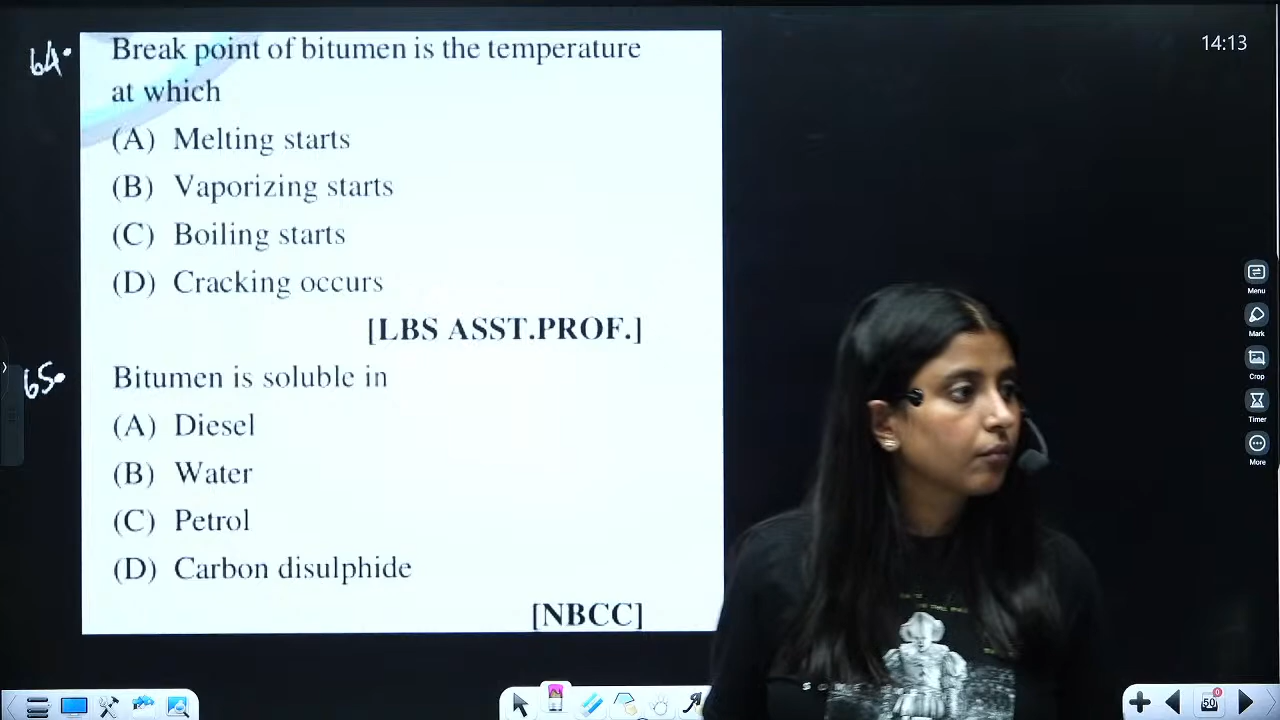 64.
Break point of bitumen is the temperature
at which
(A) Melting starts
(B) Vaporizing starts
(C) Boiling starts
(D) Cracking occurs
[LBS ASST.PROF.]
65.
Bitumen is soluble in
(A) Diesel
(B) Water
(C) Petrol
(D) Carbon disulphide
[NBCC]
14:13
Menu
Mark
Crop
Timer
More
50
0